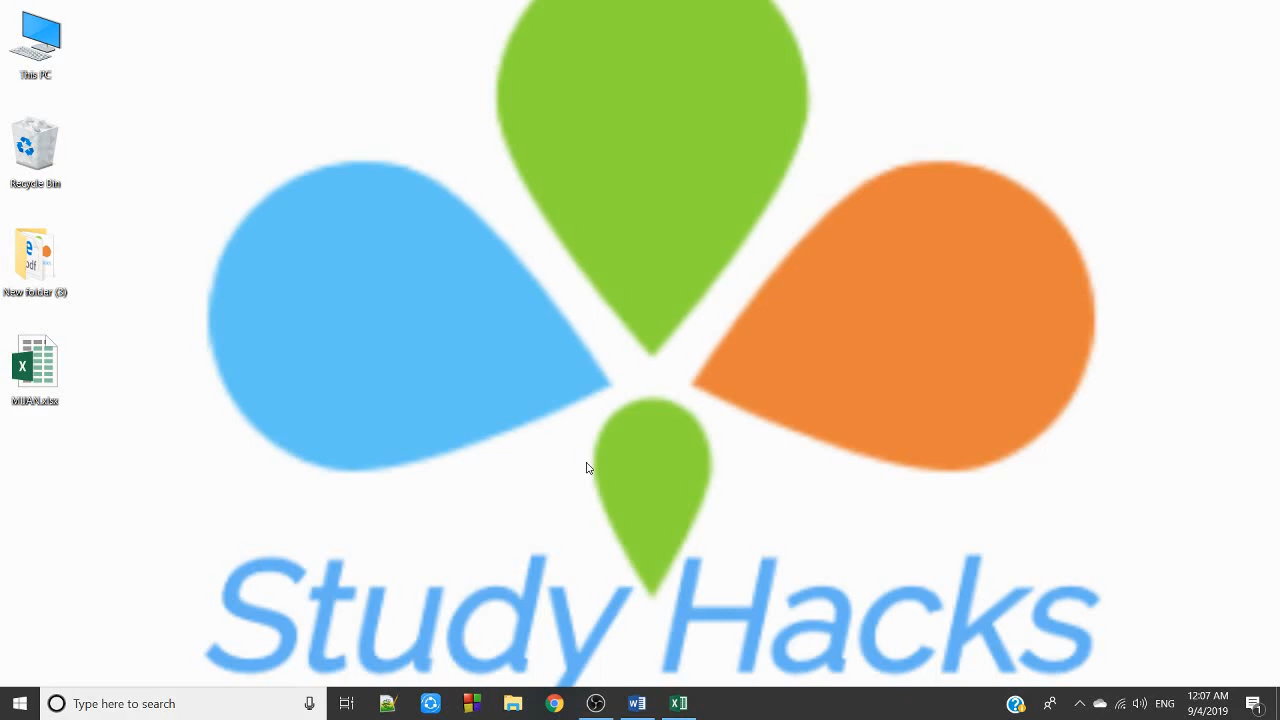 This PC
Recycle Bin
New folder (3)
MIJAN.xlsx
Study Hacks
Type here to search
ENG
12:07 AM
9/4/2019
1